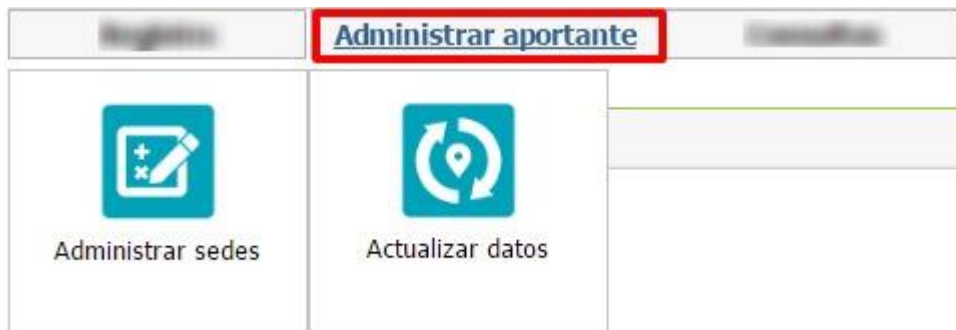 Administrar aportante
Administrar sedes
Actualizar datos